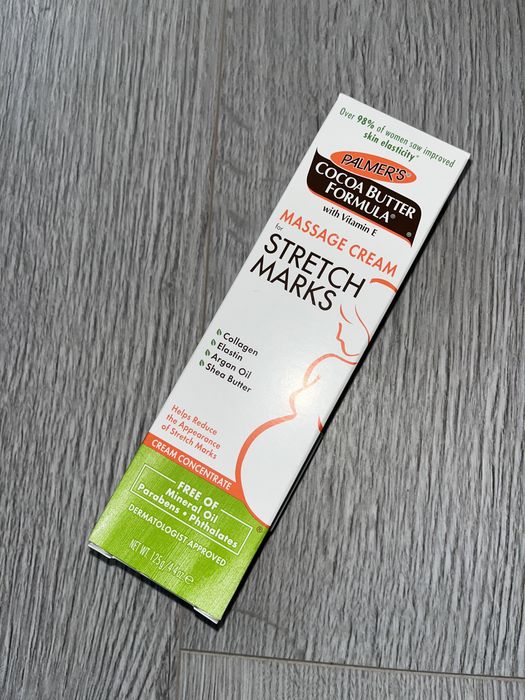 Over 98% of women saw improved
skin elasticity*
PALMER'S®
COCOA BUTTER
FORMULA®
with Vitamin E
®
MASSAGE CREAM
for
STRETCH
MARKS
Collagen
Elastin
Argan Oil
Shea Butter
Helps Reduce
the Appearance
of Stretch Marks
CREAM CONCENTRATE
FREE OF
Mineral Oil
Parabens • Phthalates
DERMATOLOGIST APPROVED
®
NET WT. 125g/4.4oz e